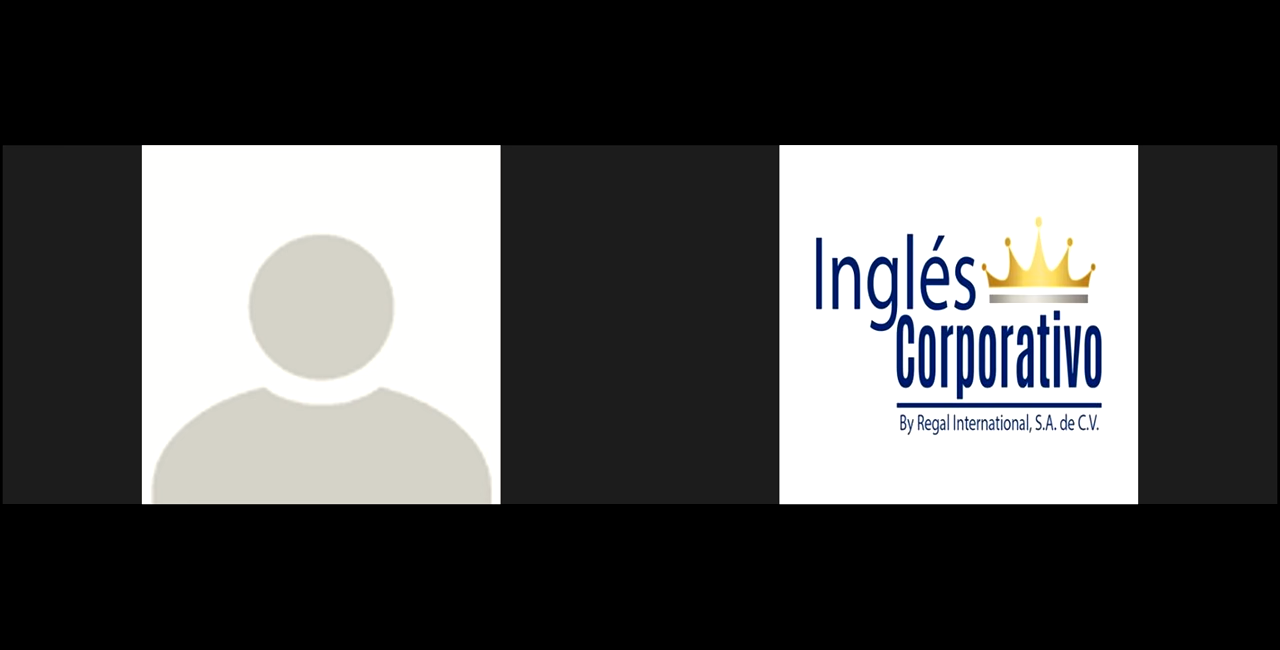 Inglés
Corporativo
By Regal International, S.A. de C.V.